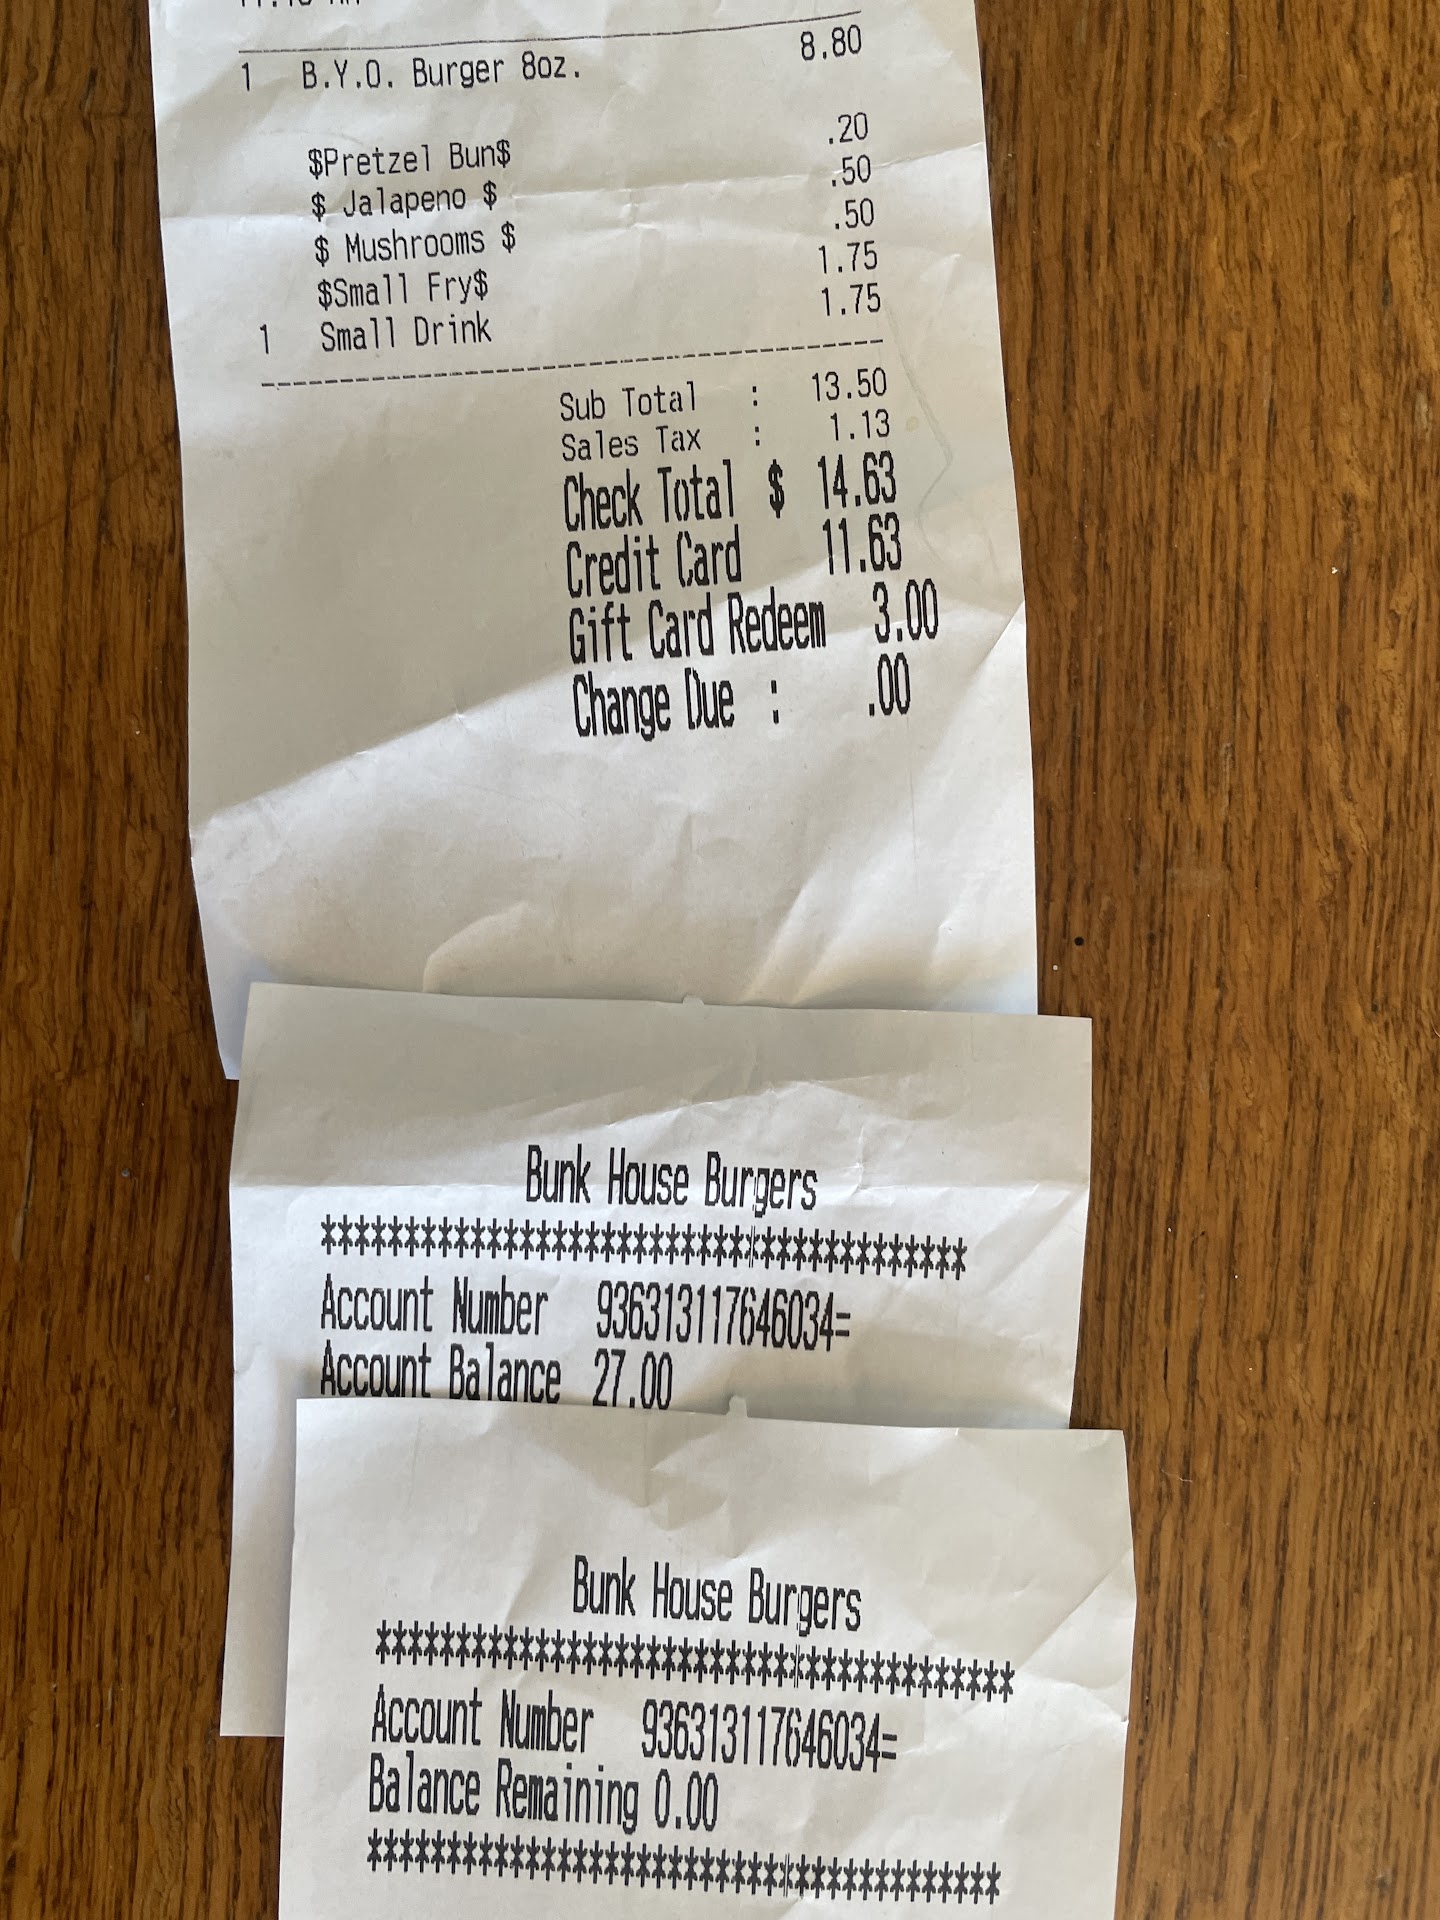 1 B.Y.O. Burger 8oz. 8.80
$Pretzel Bun$ .20
$ Jalapeno $ .50
$ Mushrooms $ .50
$Small Fry$ 1.75
1 Small Drink 1.75
--------------------------------
Sub Total : 13.50
Sales Tax : 1.13
Check Total $ 14.63
Credit Card 11.63
Gift Card Redeem 3.00
Change Due : .00
Bunk House Burgers
****************************************
Account Number 936313117646034=
Account Balance 27.00
Bunk House Burgers
****************************************
Account Number 936313117646034=
Balance Remaining 0.00
****************************************